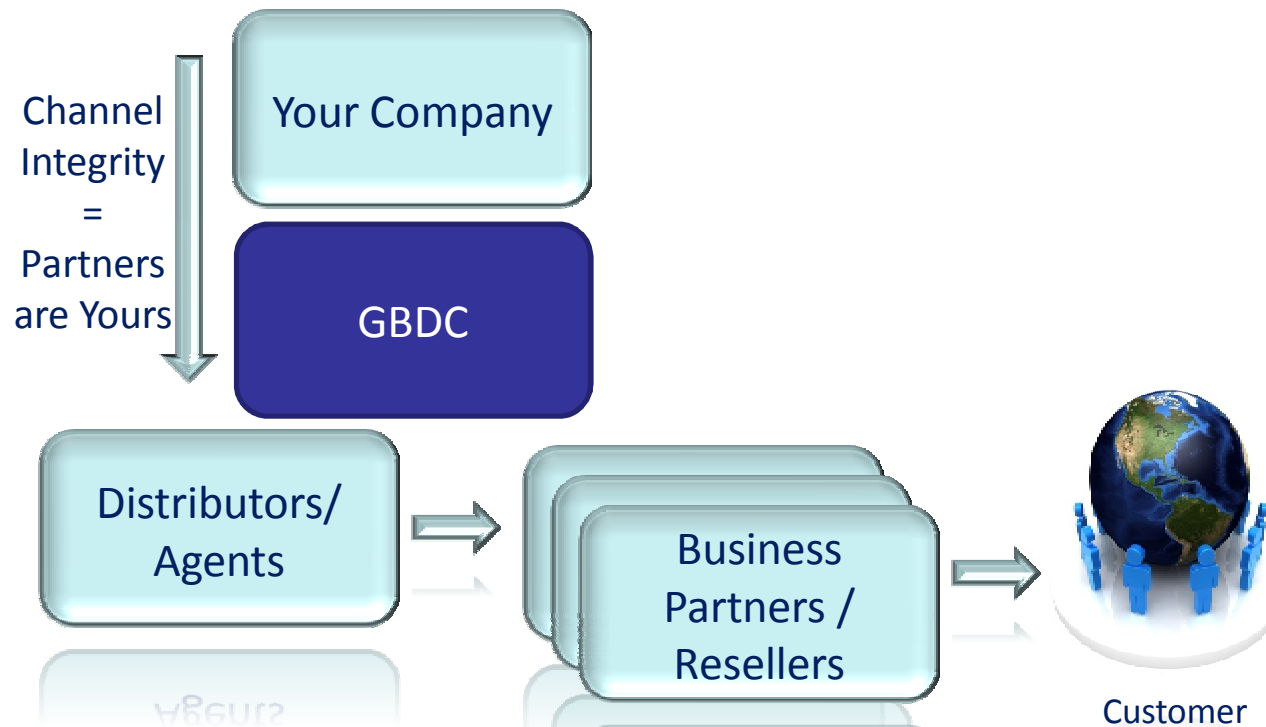 Channel
Integrity
=
Partners
are Yours
Your Company
GBDC
Distributors/
Agents
Business
Partners /
Resellers
Customer